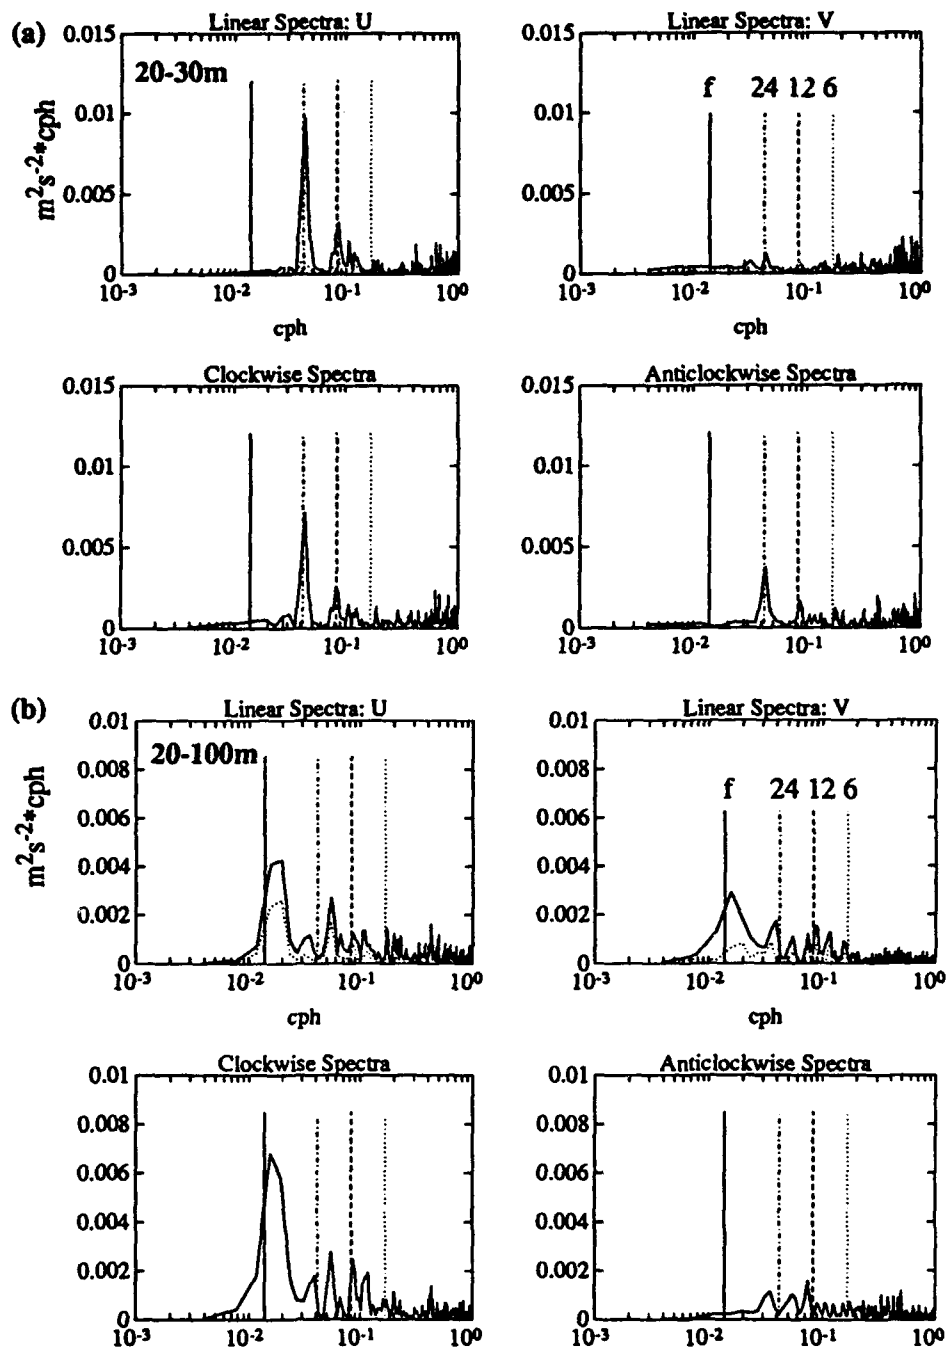 (a)
Linear Spectra: U
0.015
0.01
0.005
0
20-30m
m²s⁻²*cph
10⁻³ 10⁻² 10⁻¹ 10⁰
cph
Linear Spectra: V
0.015
0.01
0.005
0
f 24 12 6
10⁻³ 10⁻² 10⁻¹ 10⁰
cph
Clockwise Spectra
0.015
0.01
0.005
0
10⁻³ 10⁻² 10⁻¹ 10⁰
Anticlockwise Spectra
0.015
0.01
0.005
0
10⁻³ 10⁻² 10⁻¹ 10⁰
(b)
Linear Spectra: U
0.01
0.008
0.006
0.004
0.002
0
20-100m
m²s⁻²*cph
10⁻³ 10⁻² 10⁻¹ 10⁰
cph
Linear Spectra: V
0.01
0.008
0.006
0.004
0.002
0
f 24 12 6
10⁻³ 10⁻² 10⁻¹ 10⁰
cph
Clockwise Spectra
0.01
0.008
0.006
0.004
0.002
0
10⁻³ 10⁻² 10⁻¹ 10⁰
Anticlockwise Spectra
0.01
0.008
0.006
0.004
0.002
0
10⁻³ 10⁻² 10⁻¹ 10⁰